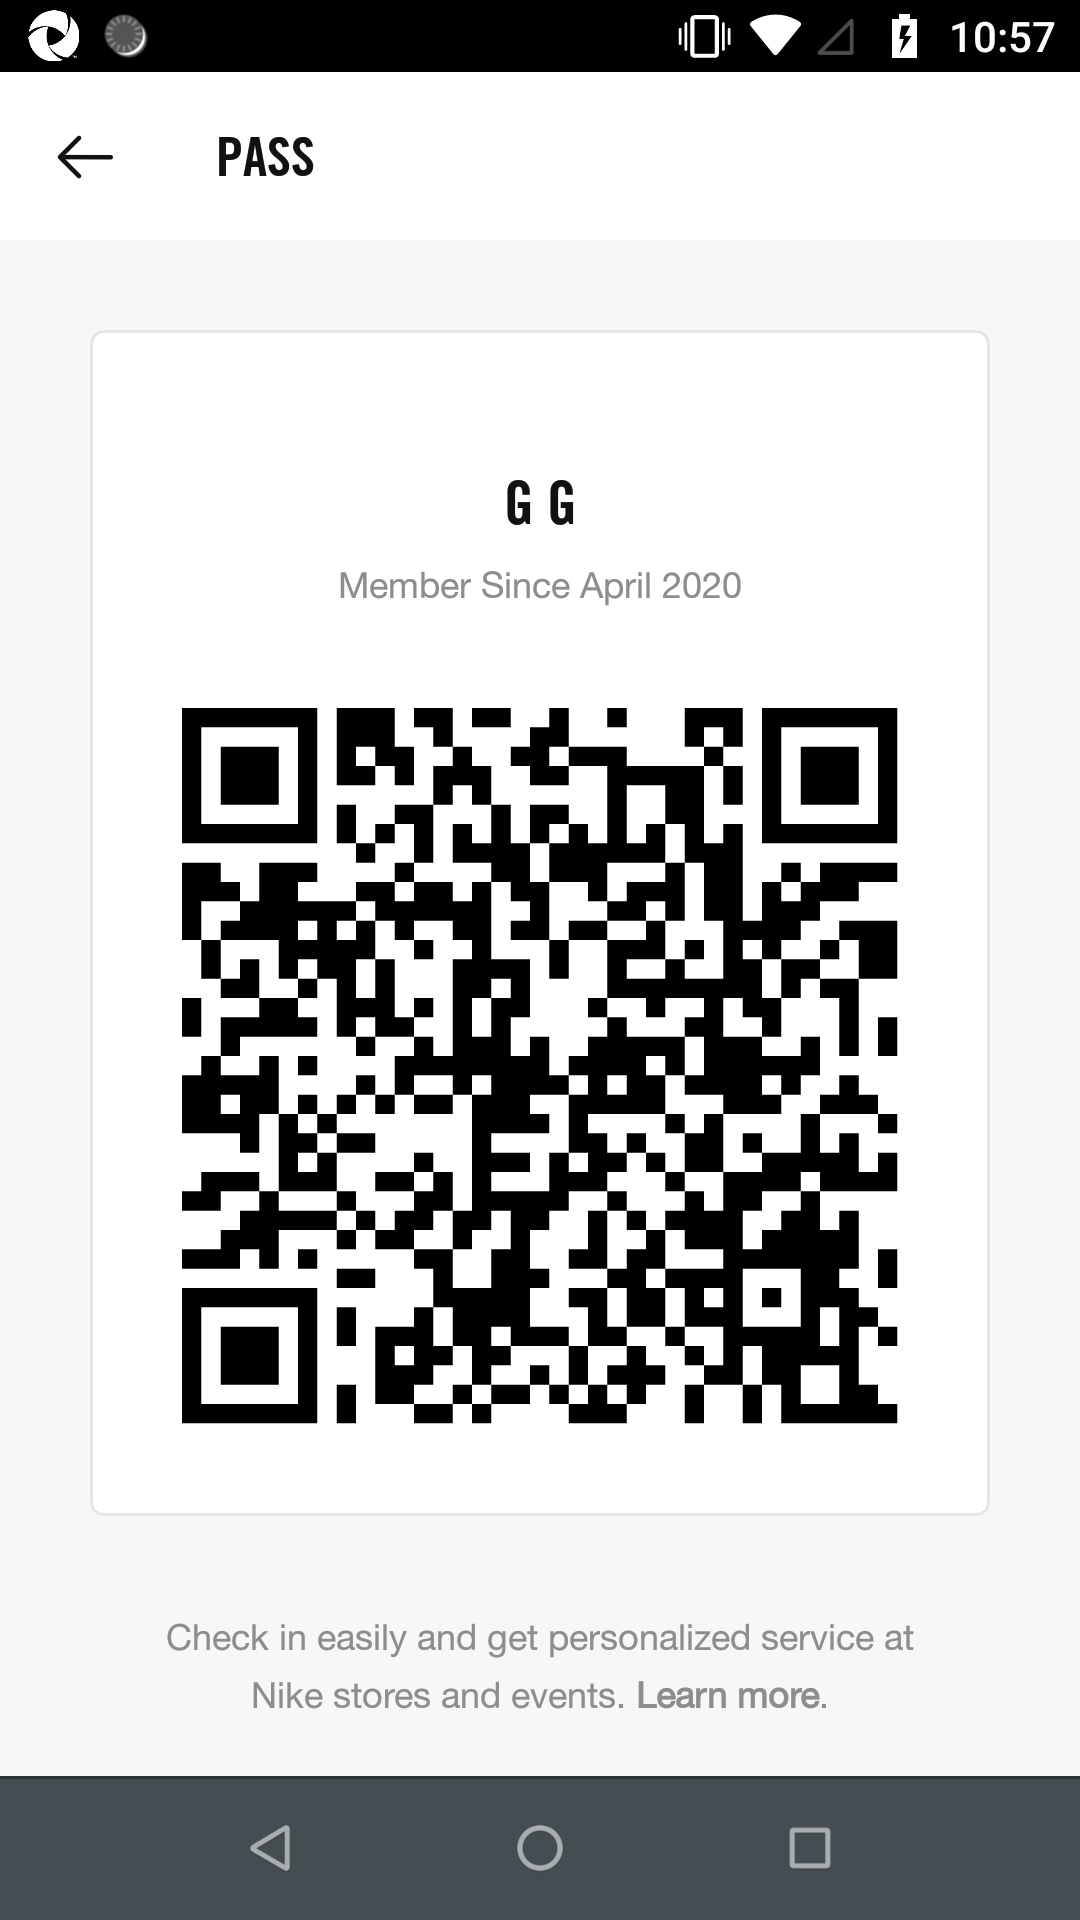 10:57
PASS
G G
Member Since April 2020
Check in easily and get personalized service at
Nike stores and events. Learn more.